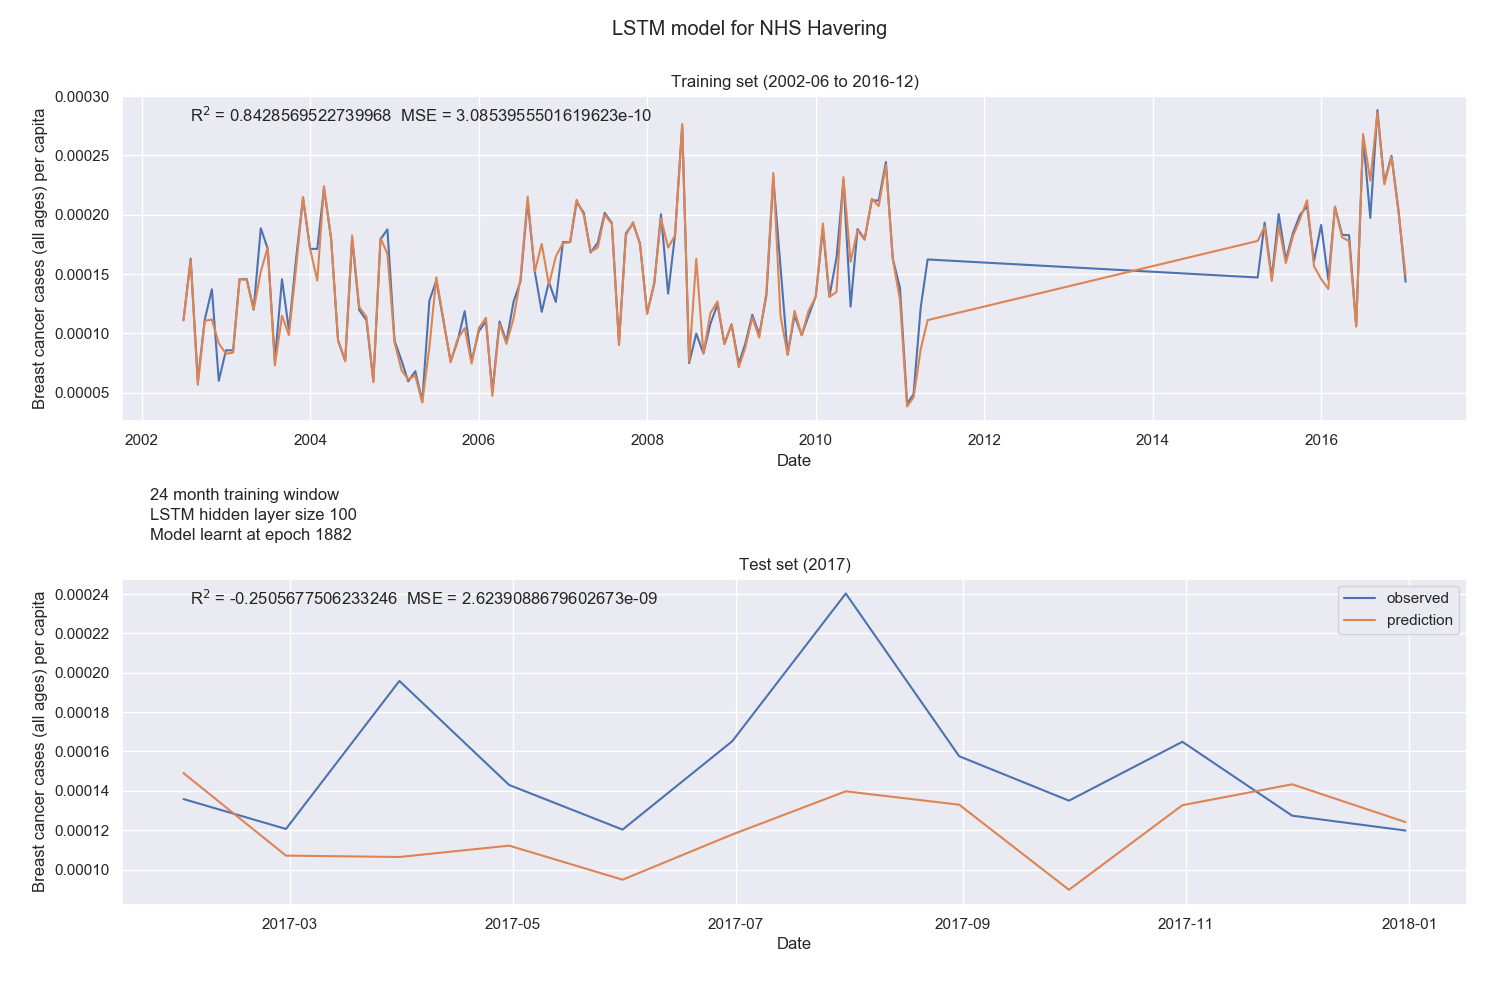 LSTM model for NHS Havering
Training set (2002-06 to 2016-12)
R² = 0.8428569522739968 MSE = 3.0853955501619623e-10
Breast cancer cases (all ages) per capita
0.00030
0.00025
0.00020
0.00015
0.00010
0.00005
2002 2004 2006 2008 2010 2012 2014 2016
Date
24 month training window
LSTM hidden layer size 100
Model learnt at epoch 1882
Test set (2017)
R² = -0.2505677506233246 MSE = 2.6239088679602673e-09
observed
prediction
Breast cancer cases (all ages) per capita
0.00024
0.00022
0.00020
0.00018
0.00016
0.00014
0.00012
0.00010
2017-03 2017-05 2017-07 2017-09 2017-11 2018-01
Date